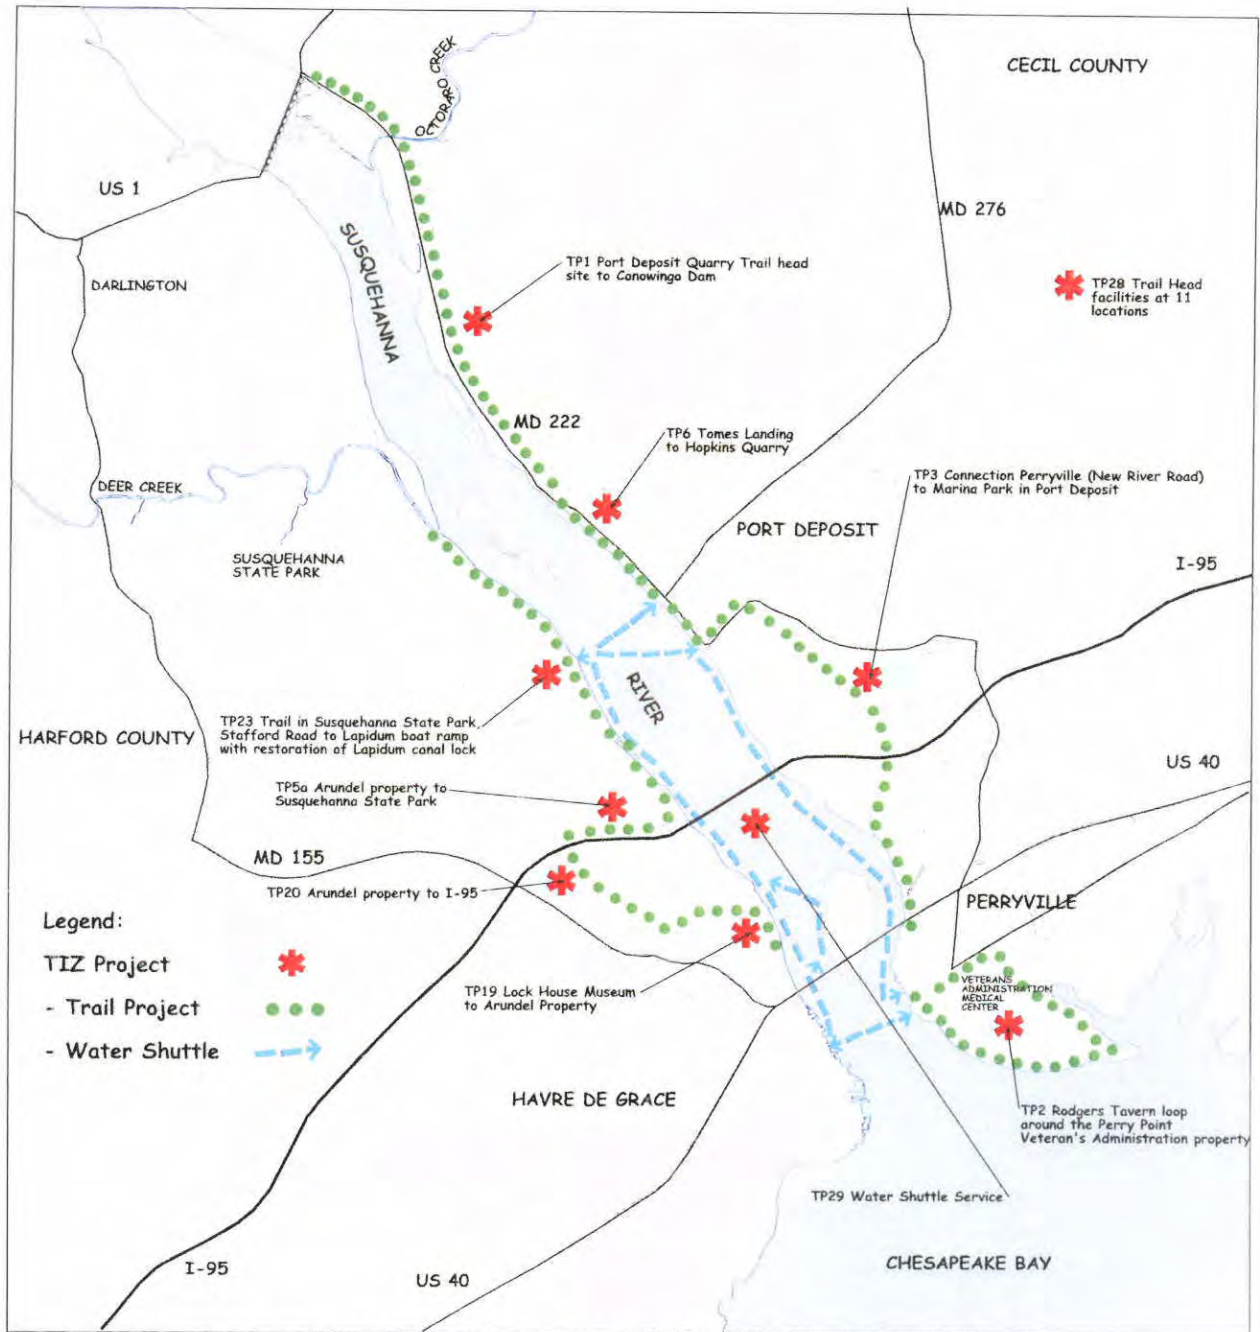 CECIL COUNTY
OCTORARO CREEK
US 1
MD 276
SUSQUEHANNA
TP1 Port Deposit Quarry Trail head
site to Conowingo Dam
DARLINGTON
TP28 Trail Head
facilities at 11
locations
MD 222
TP6 Tomes Landing
to Hopkins Quarry
TP3 Connection Perryville (New River Road)
to Marina Park in Port Deposit
DEER CREEK
PORT DEPOSIT
SUSQUEHANNA
STATE PARK
I-95
RIVER
TP23 Trail in Susquehanna State Park,
Stafford Road to Lapidum boat ramp
with restoration of Lapidum canal lock
HARFORD COUNTY
US 40
TP5a Arundel property to
Susquehanna State Park
MD 155
TP20 Arundel property to I-95
PERRYVILLE
Legend:
TIZ Project
- Trail Project
- Water Shuttle
TP19 Lock House Museum
to Arundel Property
VETERANS
ADMINISTRATION
MEDICAL
CENTER
HAVRE DE GRACE
TP2 Rodgers Tavern loop
around the Perry Point
Veteran's Administration property
TP29 Water Shuttle Service
CHESAPEAKE BAY
I-95
US 40